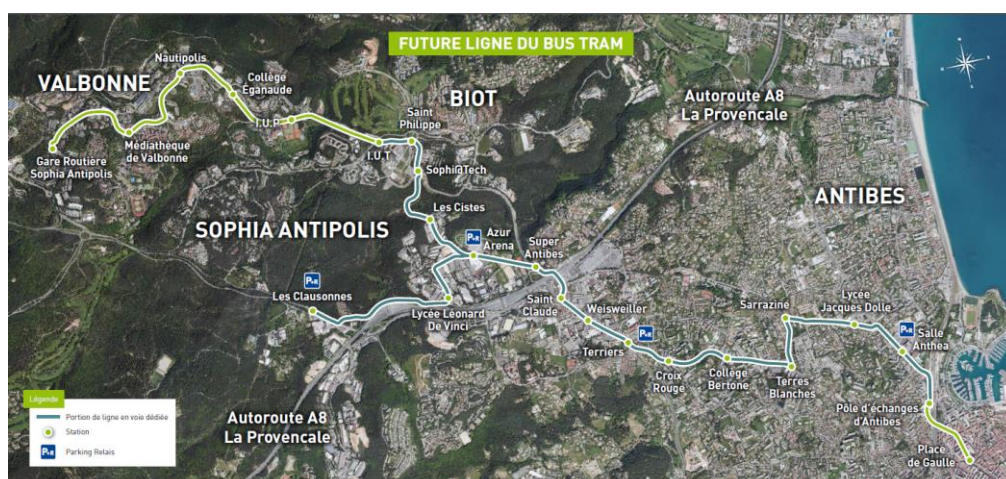 FUTURE LIGNE DU BUS TRAM
VALBONNE
Nautipolis
Collège
Éganaude
I.U.P
Médiathèque
de Valbonne
Gare Routière
Sophia Antipolis
BIOT
Saint
Philippe
I.U.T
Sophi@Tech
Autoroute A8
La Provencale
ANTIBES
SOPHIA ANTIPOLIS
Les Cistes
P+R
Azur
Arena
Super
Antibes
P+R
Les Clausonnes
Lycée Léonard
De Vinci
Saint
Claude
Weisweiller
Terriers
P+R
Croix
Rouge
Collège
Bertone
Terres
Blanches
Sarrazine
Lycée
Jacques Dolle
P+R
Salle
Anthéa
Pôle d'échanges
d'Antibes
Place
de Gaulle
Autoroute A8
La Provencale
Légende
Portion de ligne en voie dédiée
Station
P+R
Parking Relais